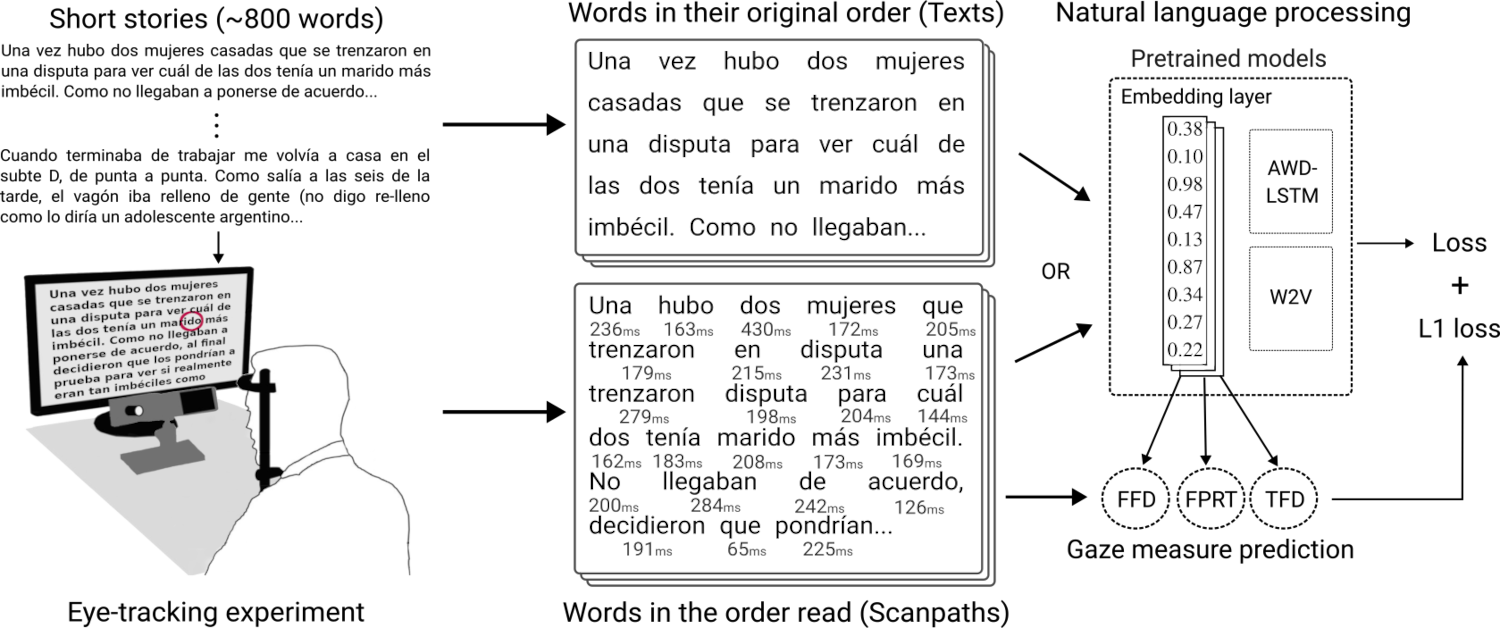 Short stories (~800 words)
Una vez hubo dos mujeres casadas que se trenzaron en
una disputa para ver cuál de las dos tenía un marido más
imbécil. Como no llegaban a ponerse de acuerdo...
Cuando terminaba de trabajar me volvía a casa en el
subte D, de punta a punta. Como salía a las seis de la
tarde, el vagón iba relleno de gente (no digo re-lleno
como lo diría un adolescente argentino...
Una vez hubo dos mujeres
casadas que se trenzaron en
una disputa para ver cuál de
las dos tenía un marido más
imbécil. Como no llegaban a
ponerse de acuerdo, al final
decidieron que los pondrían a
prueba para ver si realmente
eran tan imbéciles como
Eye-tracking experiment
Words in their original order (Texts)
Una vez hubo dos mujeres
casadas que se trenzaron en
una disputa para ver cuál de
las dos tenía un marido más
imbécil. Como no llegaban...
Una hubo dos mujeres que
236ms 163ms 430ms 172ms 205ms
trenzaron en disputa una
179ms 215ms 231ms 173ms
trenzaron disputa para cuál
279ms 198ms 204ms 144ms
dos tenía marido más imbécil.
162ms 183ms 208ms 173ms 169ms
No llegaban de acuerdo,
200ms 284ms 242ms 126ms
decidieron que pondrían...
191ms 65ms 225ms
Words in the order read (Scanpaths)
Natural language processing
Pretrained models
Embedding layer
0.38
0.10
0.98
0.47
0.13
0.87
0.34
0.27
0.22
AWD-
LSTM
W2V
OR
Loss
+
L1 loss
FFD FPRT TFD
Gaze measure prediction